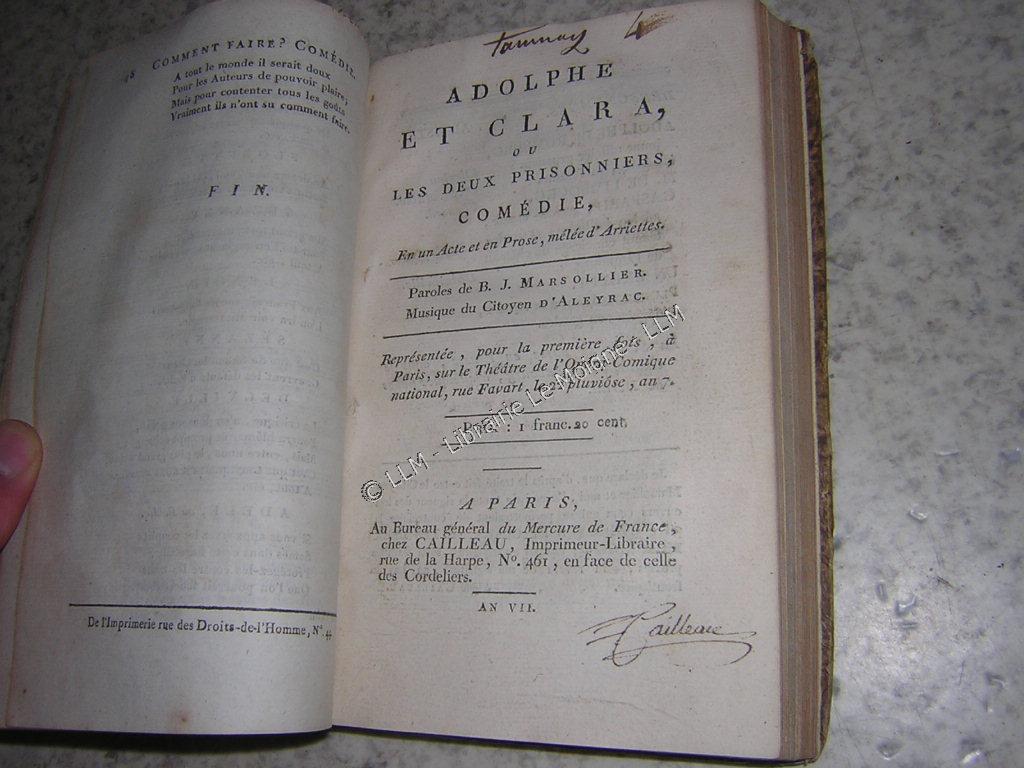 COMMENT FAIRE? COMÉDIE.
A tout le monde il serait doux
Pour les Auteurs de pouvoir plaire;
Mais pour contenter tous les goûts
Vraiment ils n'ont su comment faire.
FIN.
De l'Imprimerie rue des Droits-de-l'Homme, N°. 44
4
ADOLPHE
ET CLARA,
OU
LES DEUX PRISONNIERS,
COMÉDIE,
En un Acte et en Prose, mêlée d'Arriettes.
Paroles de B. J. MARSOLLIER.
Musique du Citoyen D'ALEYRAC.
Représentée, pour la première fois, à
Paris, sur le Théâtre de l'Opéra-Comique
national, rue Favart, le pluviôse, an 7.
Prix : 1 franc. 20 cent.
A PARIS,
Au Bureau général du Mercure de France,
chez CAILLEAU, Imprimeur-Libraire,
rue de la Harpe, N°. 461, en face de celle
des Cordeliers.
AN VII.
Cailleau
© LLM - Librairie Le Moigne - LLM